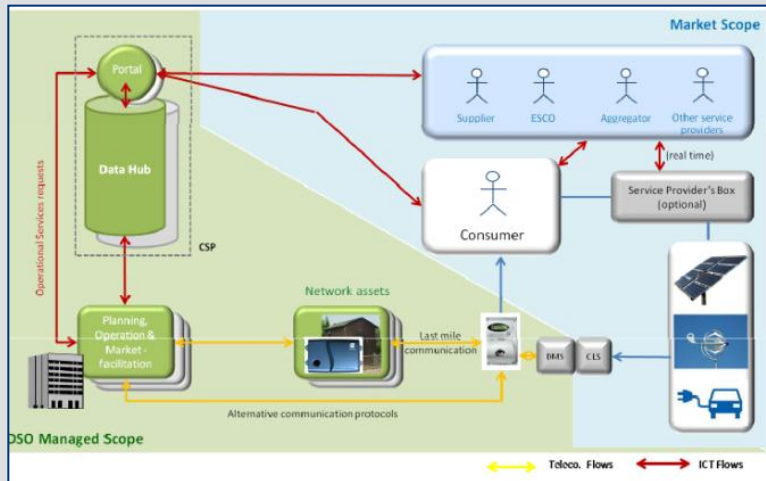 Market Scope
Portal
Supplier
ESCO
Aggregator
Other service
providers
Operational Services requests
Data Hub
(real time)
Service Provider's Box
(optional)
Consumer
CSP
Network assets
Planning,
Operation &
Market -
facilitation
Last mile
communication
DMS
CLS
Alternative communication protocols
DSO Managed Scope
Teleco. Flows
ICT Flows